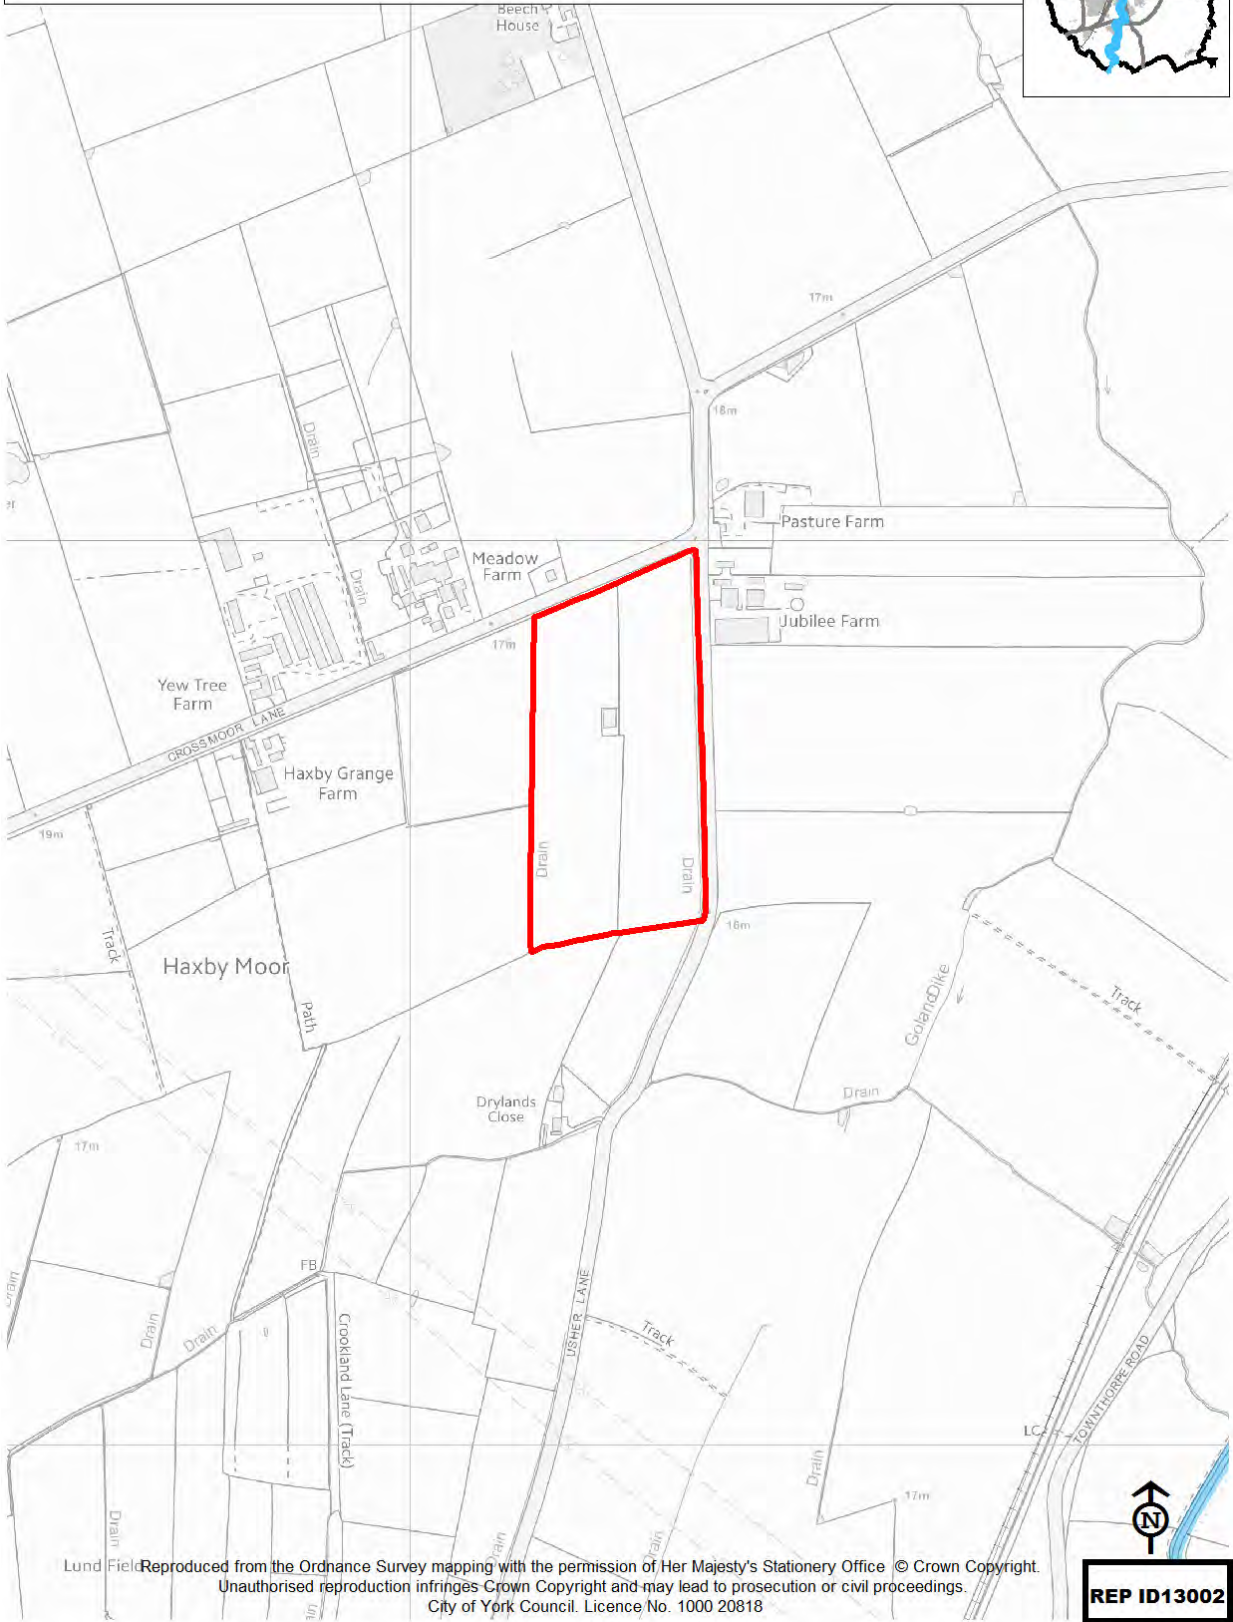 Beech
House
17m
16m
Drain
Pasture Farm
Meadow
Farm
Drain
Jubilee Farm
17m
Yew Tree
Farm
CROSSMOOR LANE
Haxby Grange
Farm
19m
Drain
Drain
16m
Track
Haxby Moor
Goland Dike
Track
Path
Drain
Drylands
Close
17m
FB
Drain
USHER LANE
Drain
Drain
Crookland Lane (Track)
Track
TOWNTHORPE ROAD
LC
Drain
17m
Drain
Drain
Drain
N
Lund Field
Reproduced from the Ordnance Survey mapping with the permission of Her Majesty's Stationery Office © Crown Copyright.
Unauthorised reproduction infringes Crown Copyright and may lead to prosecution or civil proceedings.
City of York Council. Licence No. 1000 20818
REP ID13002